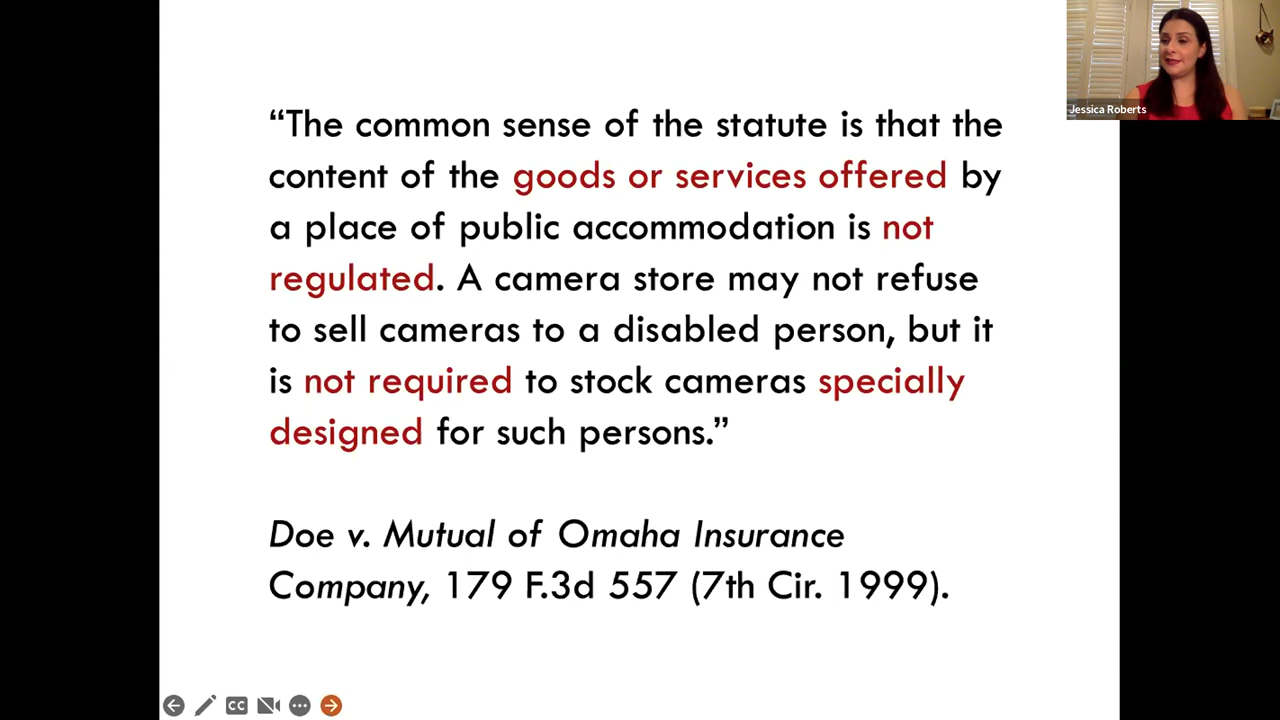 Jessica Roberts
“The common sense of the statute is that the
content of the goods or services offered by
a place of public accommodation is not
regulated. A camera store may not refuse
to sell cameras to a disabled person, but it
is not required to stock cameras specially
designed for such persons.”
Doe v. Mutual of Omaha Insurance
Company, 179 F.3d 557 (7th Cir. 1999).
CC